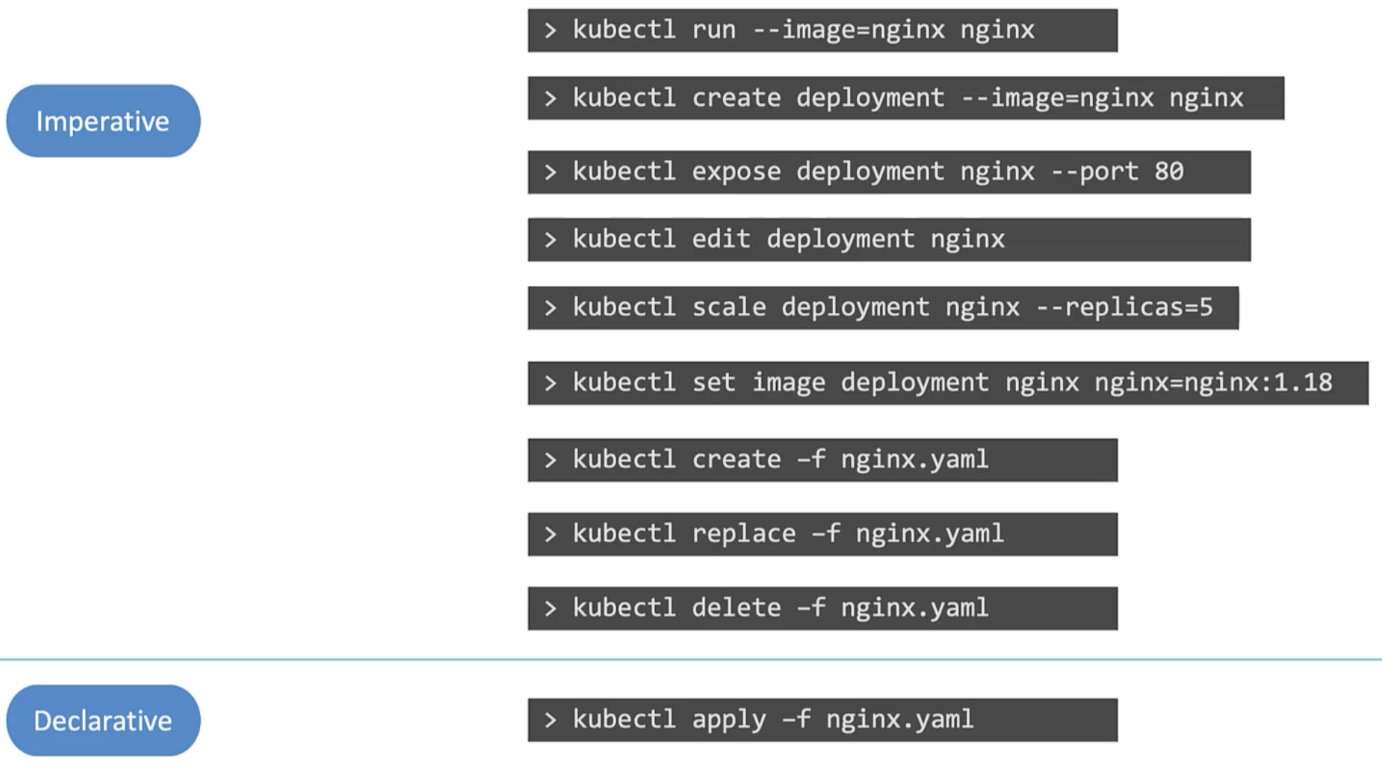 > kubectl run --image=nginx nginx
> kubectl create deployment --image=nginx nginx
Imperative
> kubectl expose deployment nginx --port 80
> kubectl edit deployment nginx
> kubectl scale deployment nginx --replicas=5
> kubectl set image deployment nginx nginx=nginx:1.18
> kubectl create –f nginx.yaml
> kubectl replace –f nginx.yaml
> kubectl delete –f nginx.yaml
Declarative
> kubectl apply –f nginx.yaml